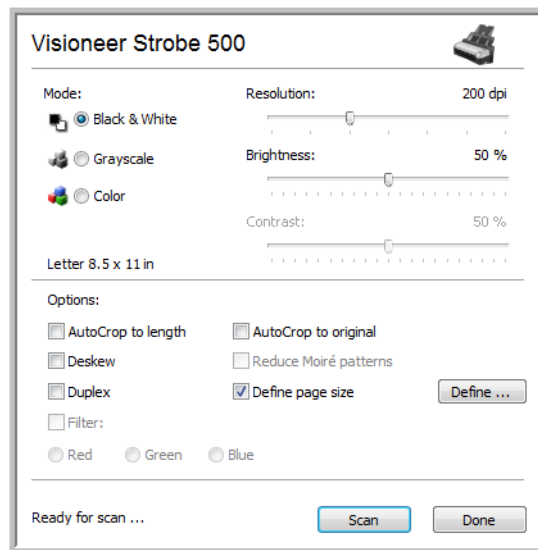 Visioneer Strobe 500
Mode:
Black & White
Grayscale
Color
Letter 8.5 x 11 in
Resolution: 200 dpi
Brightness: 50 %
Contrast: 50 %
Options:
AutoCrop to length AutoCrop to original
Deskew Reduce Moiré patterns
Duplex Define page size Define ...
Filter:
Red Green Blue
Ready for scan ... Scan Done